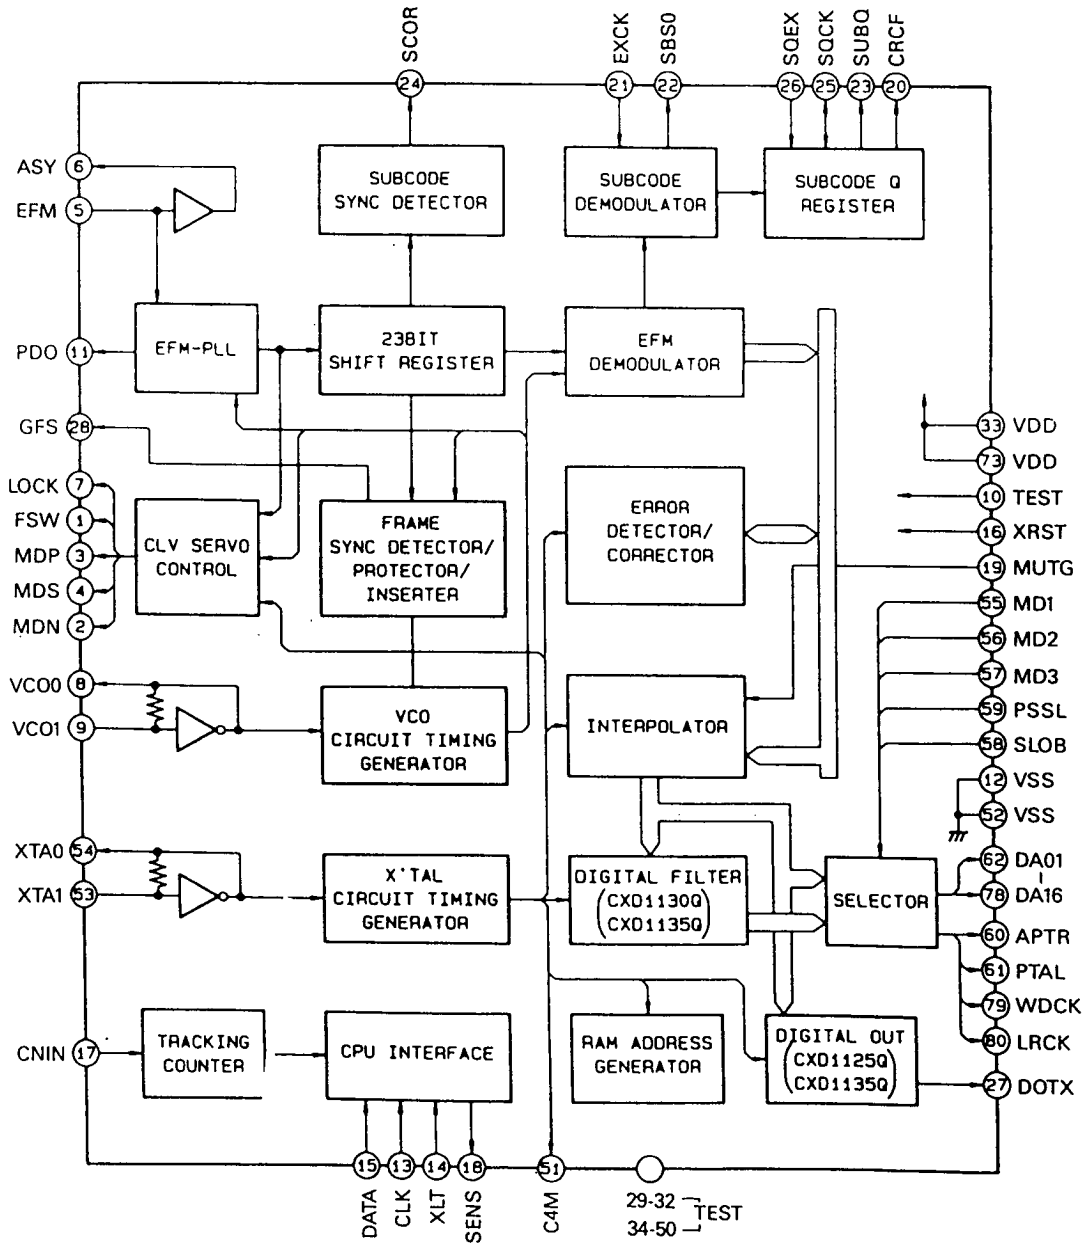 SCOR
EXCK
SBSO
SQEX
SQCK
SUBQ
CRCF
24
21
22
26
25
23
20
ASY 6
EFM 5
SUBCODE
SYNC DETECTOR
SUBCODE
DEMODULATOR
SUBCODE Q
REGISTER
PDO 11
EFM-PLL
23BIT
SHIFT REGISTER
EFM
DEMODULATOR
GFS 28
LOCK 7
FSW 1
MDP 3
MDS 4
MDN 2
CLV SERVO
CONTROL
FRAME
SYNC DETECTOR/
PROTECTOR/
INSERTER
ERROR
DETECTOR/
CORRECTOR
33 VDD
73 VDD
10 TEST
16 XRST
19 MUTG
55 MD1
56 MD2
57 MD3
59 PSSL
58 SLOB
12 VSS
52 VSS
VCO0 8
VCO1 9
VCO
CIRCUIT TIMING
GENERATOR
INTERPOLATOR
XTA0 54
XTA1 53
X'TAL
CIRCUIT TIMING
GENERATOR
DIGITAL FILTER
(CXD1130Q
CXD1135Q)
SELECTOR
62 DA01
78 DA16
60 APTR
61 PTAL
79 WDCK
80 LRCK
27 DOTX
CNIN 17
TRACKING
COUNTER
CPU INTERFACE
RAM ADDRESS
GENERATOR
DIGITAL OUT
(CXD1125Q
CXD1135Q)
15
13
14
18
51
DATA
CLK
XLT
SENS
C4M
29-32
34-50
TEST